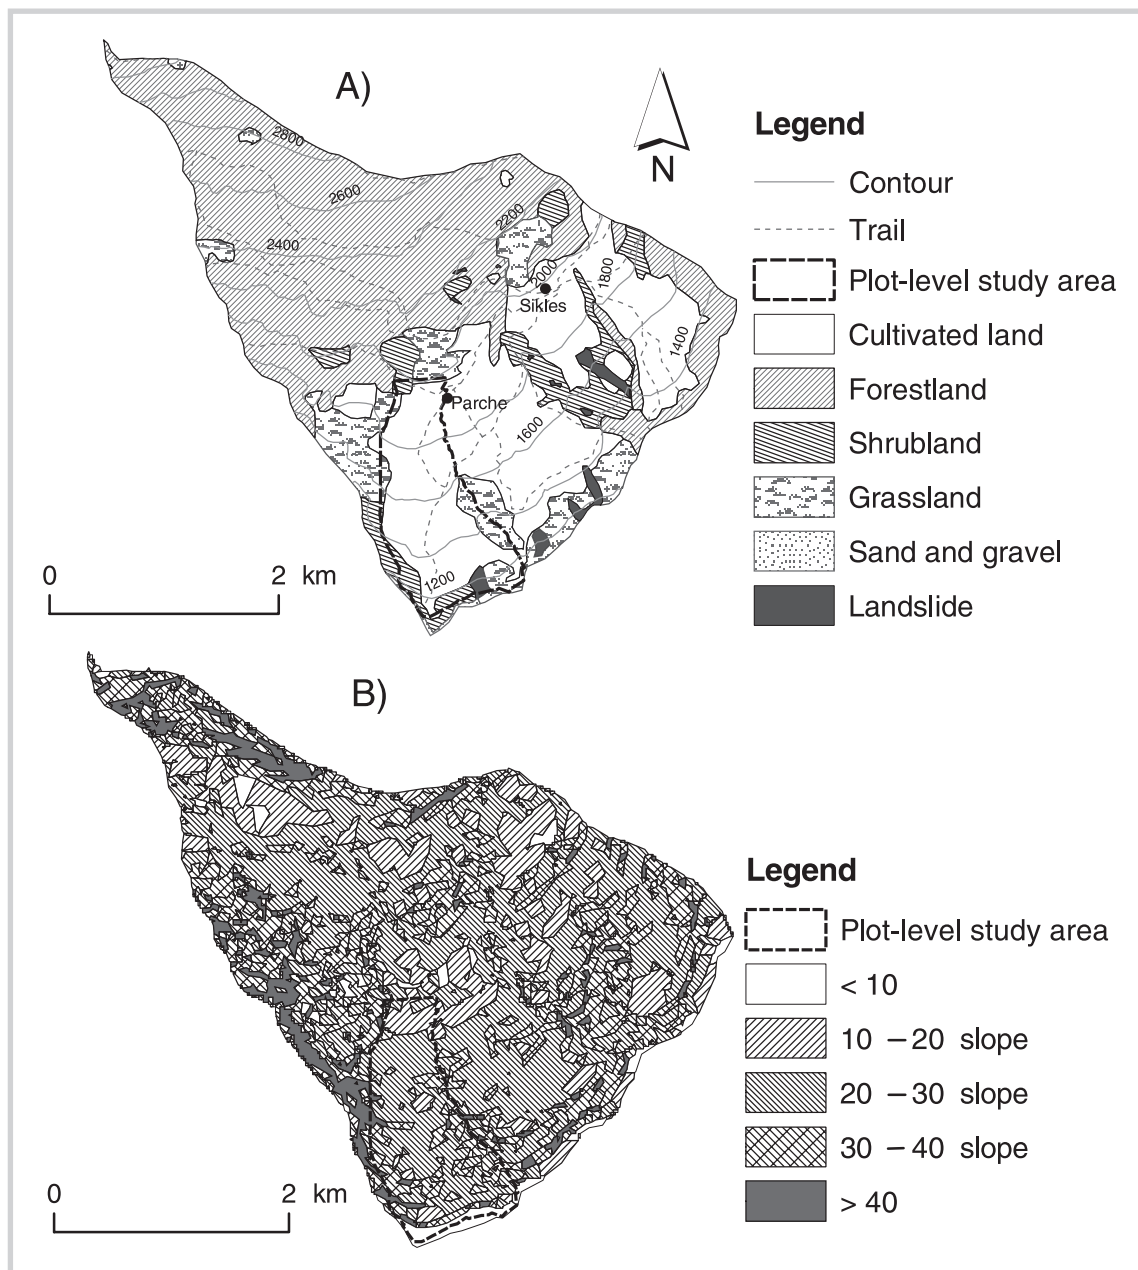 A)
N
2800
2600
2400
2200
2000
1800
1400
1600
1200
Sikles
Parche
0 2 km
Legend
Contour
Trail
Plot-level study area
Cultivated land
Forestland
Shrubland
Grassland
Sand and gravel
Landslide
B)
0 2 km
Legend
Plot-level study area
< 10
10 – 20 slope
20 – 30 slope
30 – 40 slope
> 40